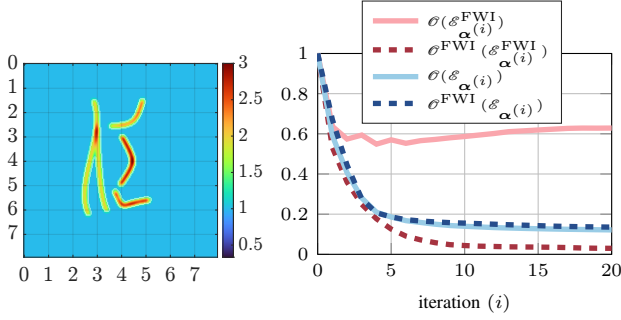 0
1
2
3
4
5
6
7
0 1 2 3 4 5 6 7
3
2.5
2
1.5
1
0.5
𝒪(ℰ^FWI_𝜶(i))
𝒪^FWI(ℰ^FWI_𝜶(i))
𝒪(ℰ_𝜶(i))
𝒪^FWI(ℰ_𝜶(i))
1
0.8
0.6
0.4
0.2
0
0 5 10 15 20
iteration (i)